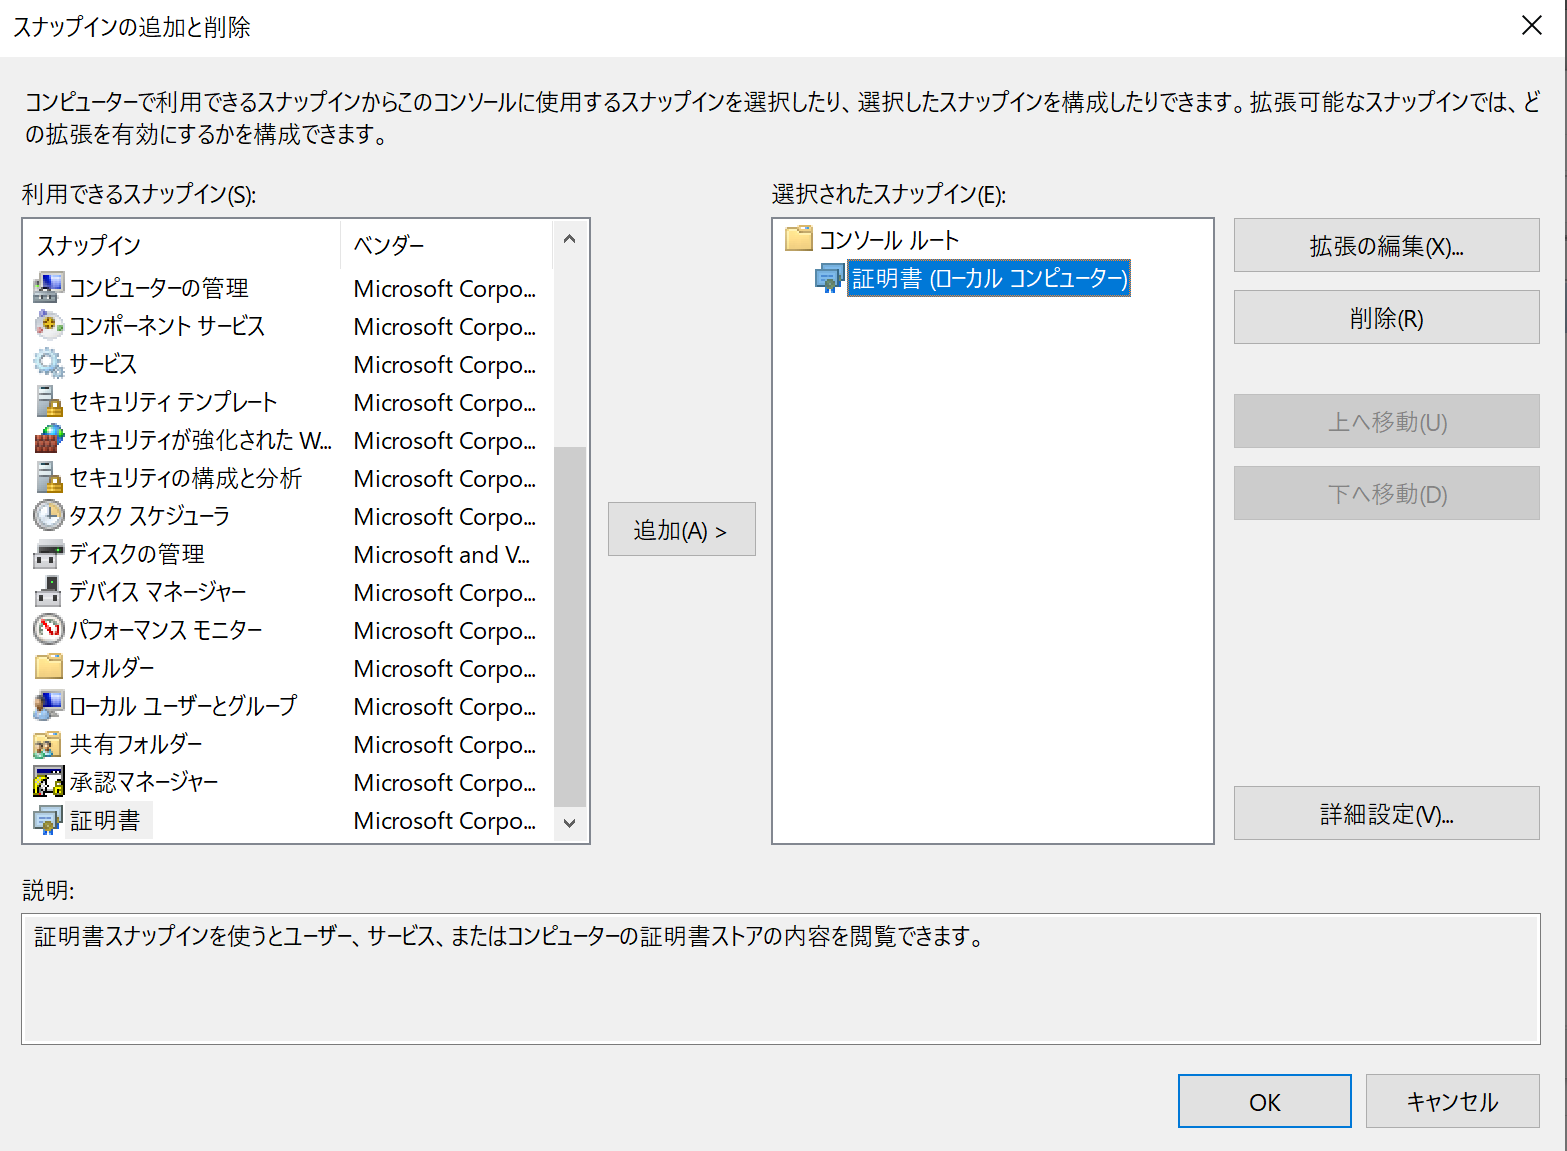 スナップインの追加と削除
コンピューターで利用できるスナップインからこのコンソールに使用するスナップインを選択したり、選択したスナップインを構成したりできます。拡張可能なスナップインでは、ど
の拡張を有効にするかを構成できます。
利用できるスナップイン(S):
スナップイン ベンダー
コンピューターの管理 Microsoft Corpo...
コンポーネント サービス Microsoft Corpo...
サービス Microsoft Corpo...
セキュリティ テンプレート Microsoft Corpo...
セキュリティが強化された W... Microsoft Corpo...
セキュリティの構成と分析 Microsoft Corpo...
タスク スケジューラ Microsoft Corpo...
ディスクの管理 Microsoft and V...
デバイス マネージャー Microsoft Corpo...
パフォーマンス モニター Microsoft Corpo...
フォルダー Microsoft Corpo...
ローカル ユーザーとグループ Microsoft Corpo...
共有フォルダー Microsoft Corpo...
承認マネージャー Microsoft Corpo...
証明書 Microsoft Corpo...
追加(A) >
選択されたスナップイン(E):
コンソール ルート
証明書 (ローカル コンピューター)
拡張の編集(X)...
削除(R)
上へ移動(U)
下へ移動(D)
詳細設定(V)...
説明:
証明書スナップインを使うとユーザー、サービス、またはコンピューターの証明書ストアの内容を閲覧できます。
OK
キャンセル